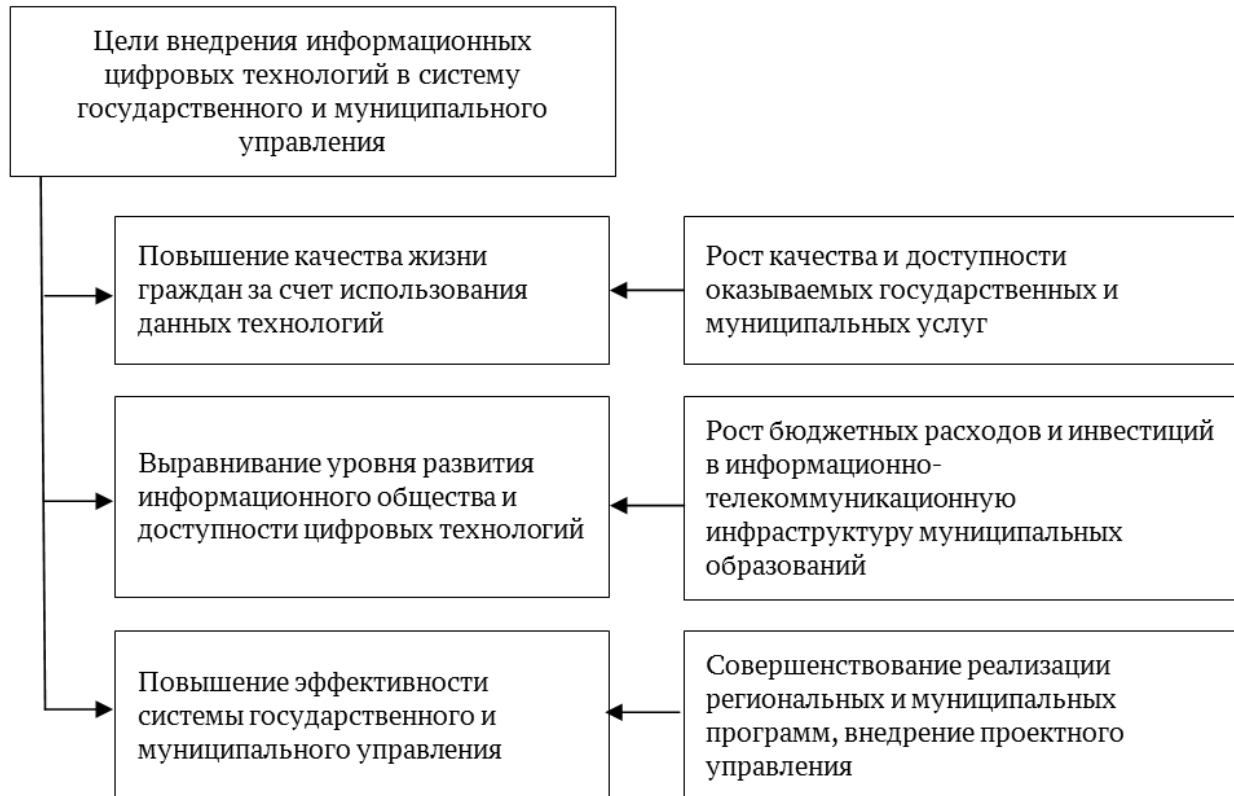 Цели внедрения информационных
цифровых технологий в систему
государственного и муниципального
управления
Повышение качества жизни
граждан за счет использования
данных технологий
Рост качества и доступности
оказываемых государственных и
муниципальных услуг
Выравнивание уровня развития
информационного общества и
доступности цифровых технологий
Рост бюджетных расходов и инвестиций
в информационно-
телекоммуникационную
инфраструктуру муниципальных
образований
Повышение эффективности
системы государственного и
муниципального управления
Совершенствование реализации
региональных и муниципальных
программ, внедрение проектного
управления